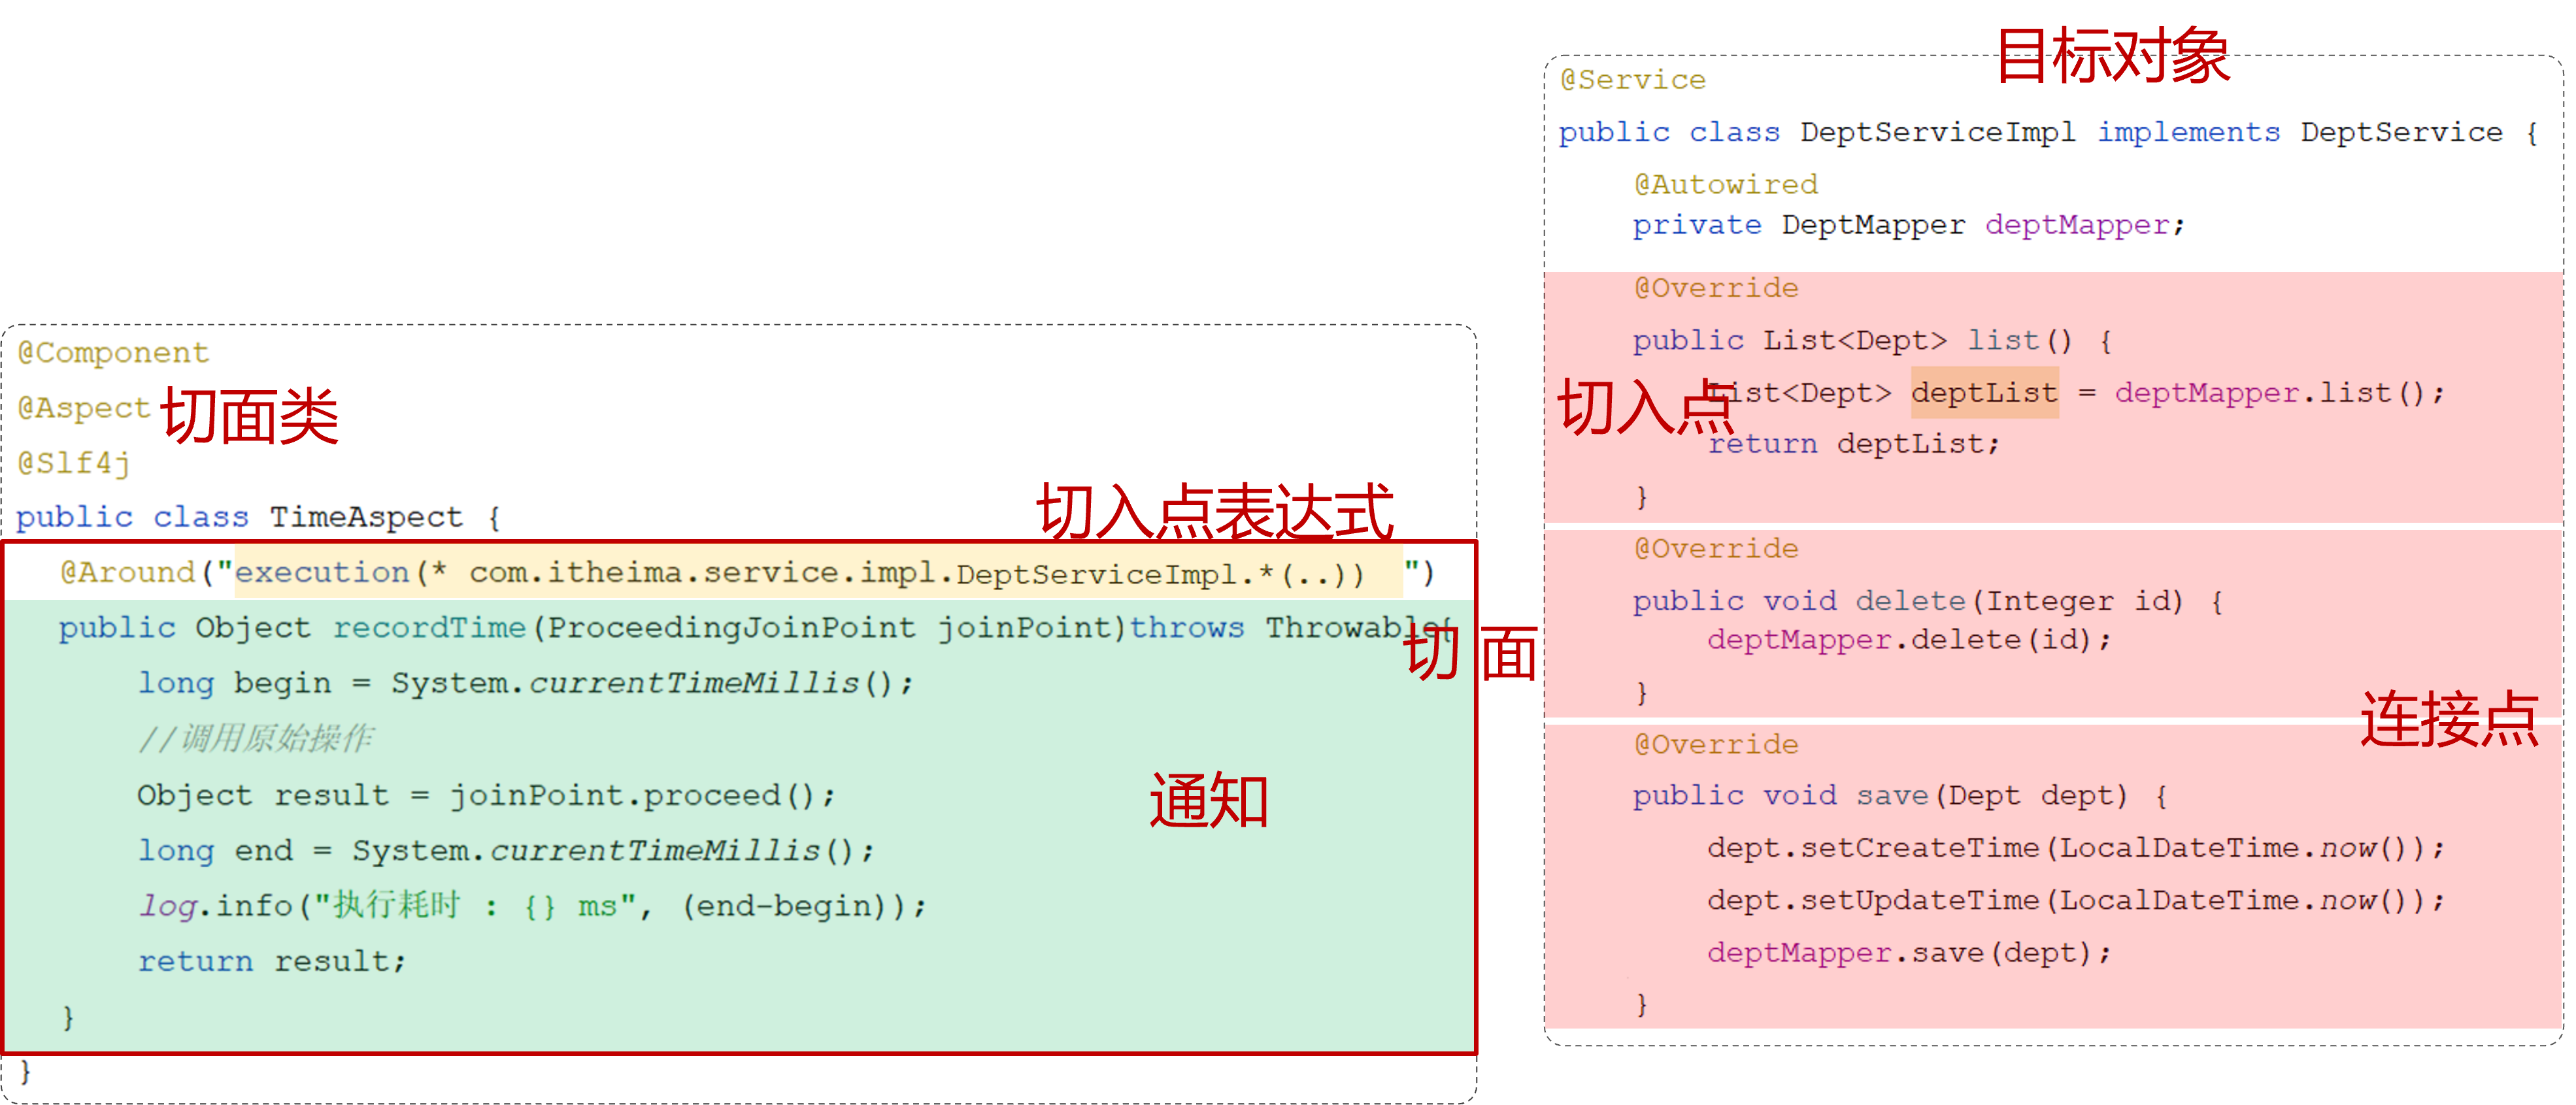 @Component
@Aspect 切面类
@Slf4j
public class TimeAspect {
切入点表达式
@Around("execution(* com.itheima.service.impl.DeptServiceImpl.*(..)) ")
public Object recordTime(ProceedingJoinPoint joinPoint)throws Throwable{
切 面
long begin = System.currentTimeMillis();
//调用原始操作
Object result = joinPoint.proceed();
通知
long end = System.currentTimeMillis();
log.info("执行耗时 : {} ms", (end-begin));
return result;
}
}
目标对象
@Service
public class DeptServiceImpl implements DeptService {
@Autowired
private DeptMapper deptMapper;
@Override
public List<Dept> list() {
切入点
List<Dept> deptList = deptMapper.list();
return deptList;
}
@Override
public void delete(Integer id) {
deptMapper.delete(id);
}
连接点
@Override
public void save(Dept dept) {
dept.setCreateTime(LocalDateTime.now());
dept.setUpdateTime(LocalDateTime.now());
deptMapper.save(dept);
}